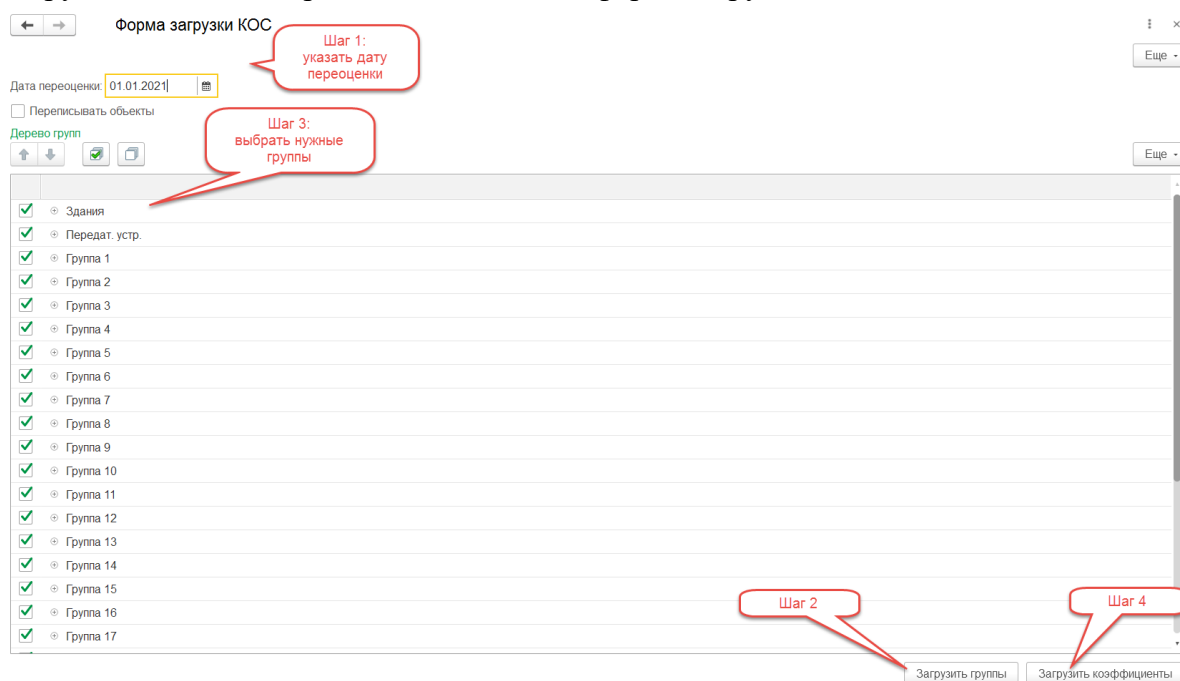 Форма загрузки КОС
Шаг 1:
указать дату
переоценки
Еще
Дата переоценки: 01.01.2021
Переписывать объекты
Дерево групп
Шаг 3:
выбрать нужные
группы
Еще
Здания
Передат. устр.
Группа 1
Группа 2
Группа 3
Группа 4
Группа 5
Группа 6
Группа 7
Группа 8
Группа 9
Группа 10
Группа 11
Группа 12
Группа 13
Группа 14
Группа 15
Группа 16
Группа 17
Шаг 2
Шаг 4
Загрузить группы
Загрузить коэффициенты